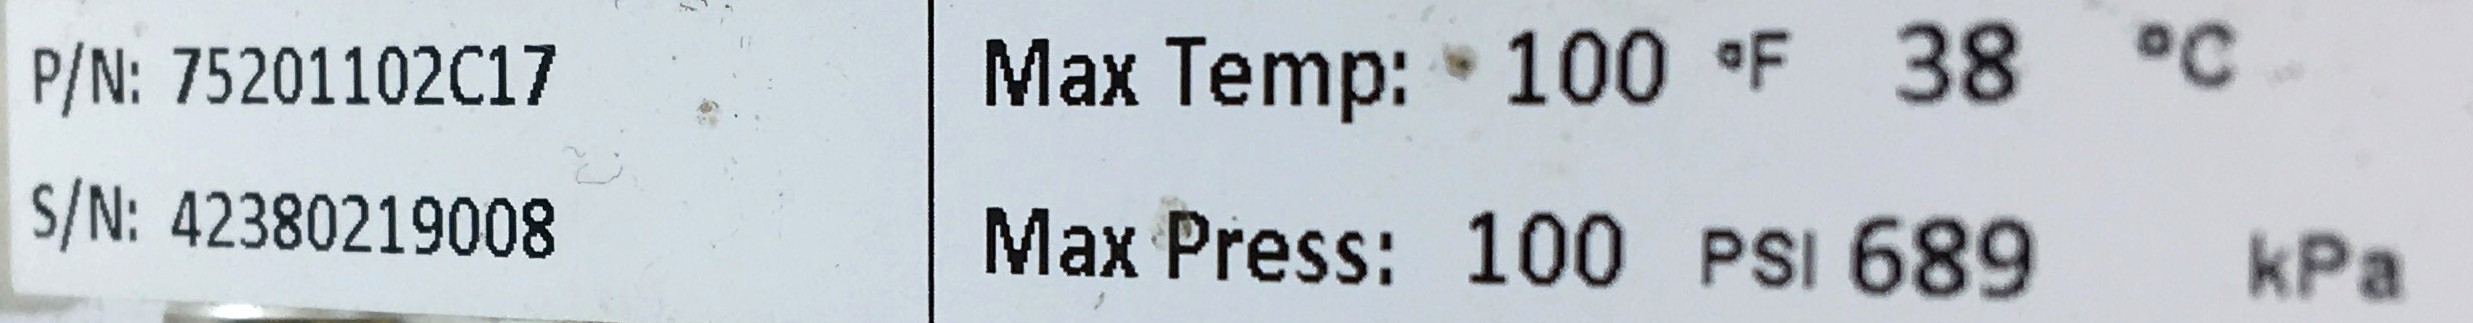 P/N: 75201102C17
S/N: 42380219008
Max Temp: 100 °F 38 °C
Max Press: 100 PSI 689 kPa